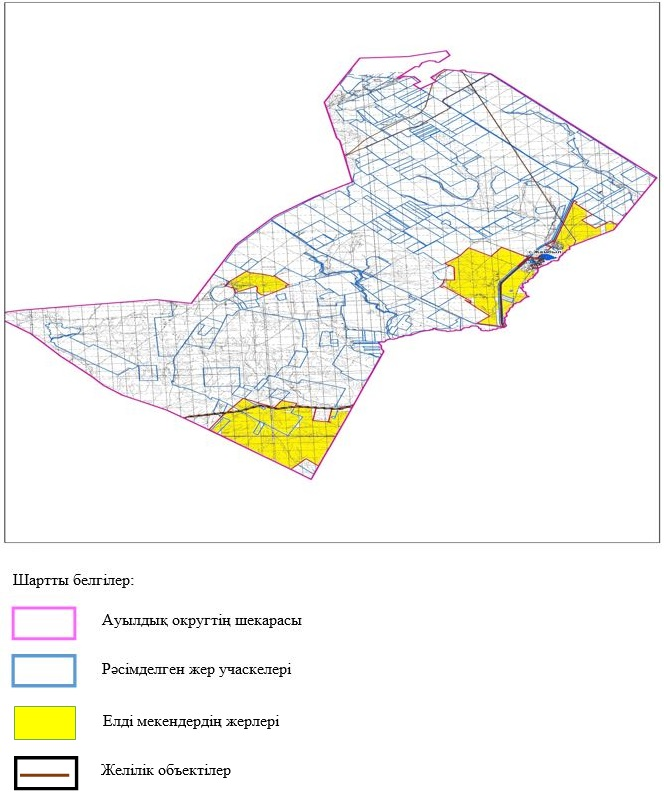 Шартты белгілер:
Ауылдық округтің шекарасы
Рәсімделген жер учаскелері
Елді мекендердің жерлері
Желілік объектілер